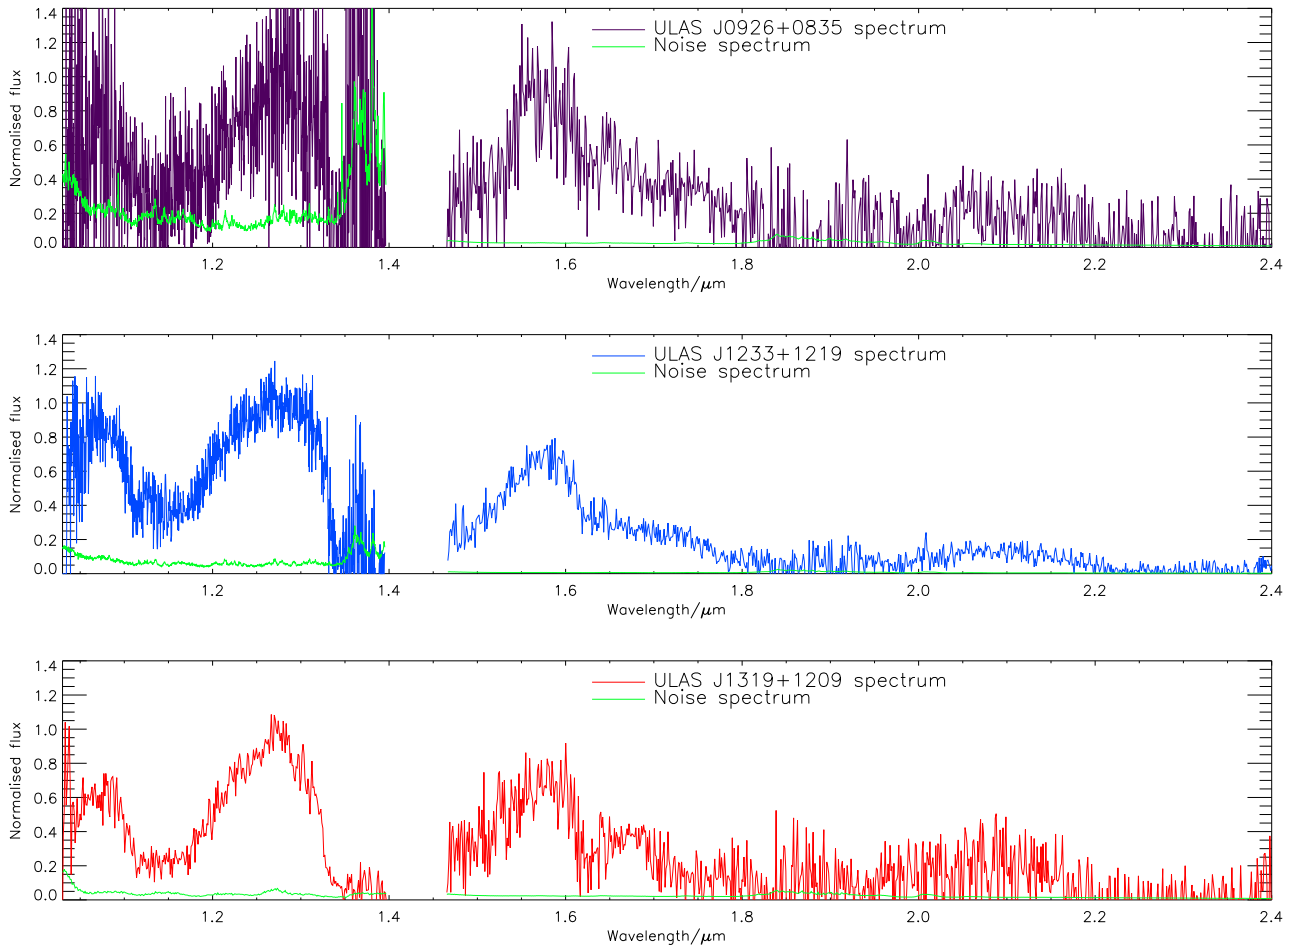 1.4
ULAS J0926+0835 spectrum
1.2
Noise spectrum
1.0
0.8
Normalised flux
0.6
0.4
0.2
0.0
1.2 1.4 1.6 1.8 2.0 2.2 2.4
Wavelength/μm
1.4
ULAS J1233+1219 spectrum
1.2
Noise spectrum
1.0
0.8
Normalised flux
0.6
0.4
0.2
0.0
1.2 1.4 1.6 1.8 2.0 2.2 2.4
Wavelength/μm
1.4
ULAS J1319+1209 spectrum
1.2
Noise spectrum
1.0
0.8
Normalised flux
0.6
0.4
0.2
0.0
1.2 1.4 1.6 1.8 2.0 2.2 2.4
Wavelength/μm